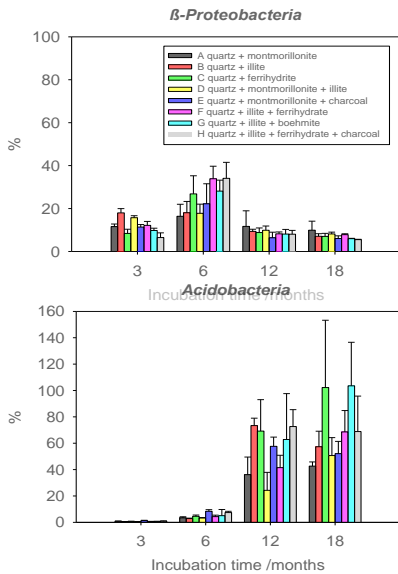 ß-Proteobacteria
100
80
60
40
20
0
%
A quartz + montmorillonite
B quartz + illite
C quartz + ferrihydrite
D quartz + montmorillonite + illite
E quartz + montmorillonite + charcoal
F quartz + illite + ferrihydrate
G quartz + illite + boehmite
H quartz + illite + ferrihydrate + charcoal
3 6 12 18
Incubation time /months
Acidobacteria
160
140
120
100
80
60
40
20
0
%
3 6 12 18
Incubation time /months